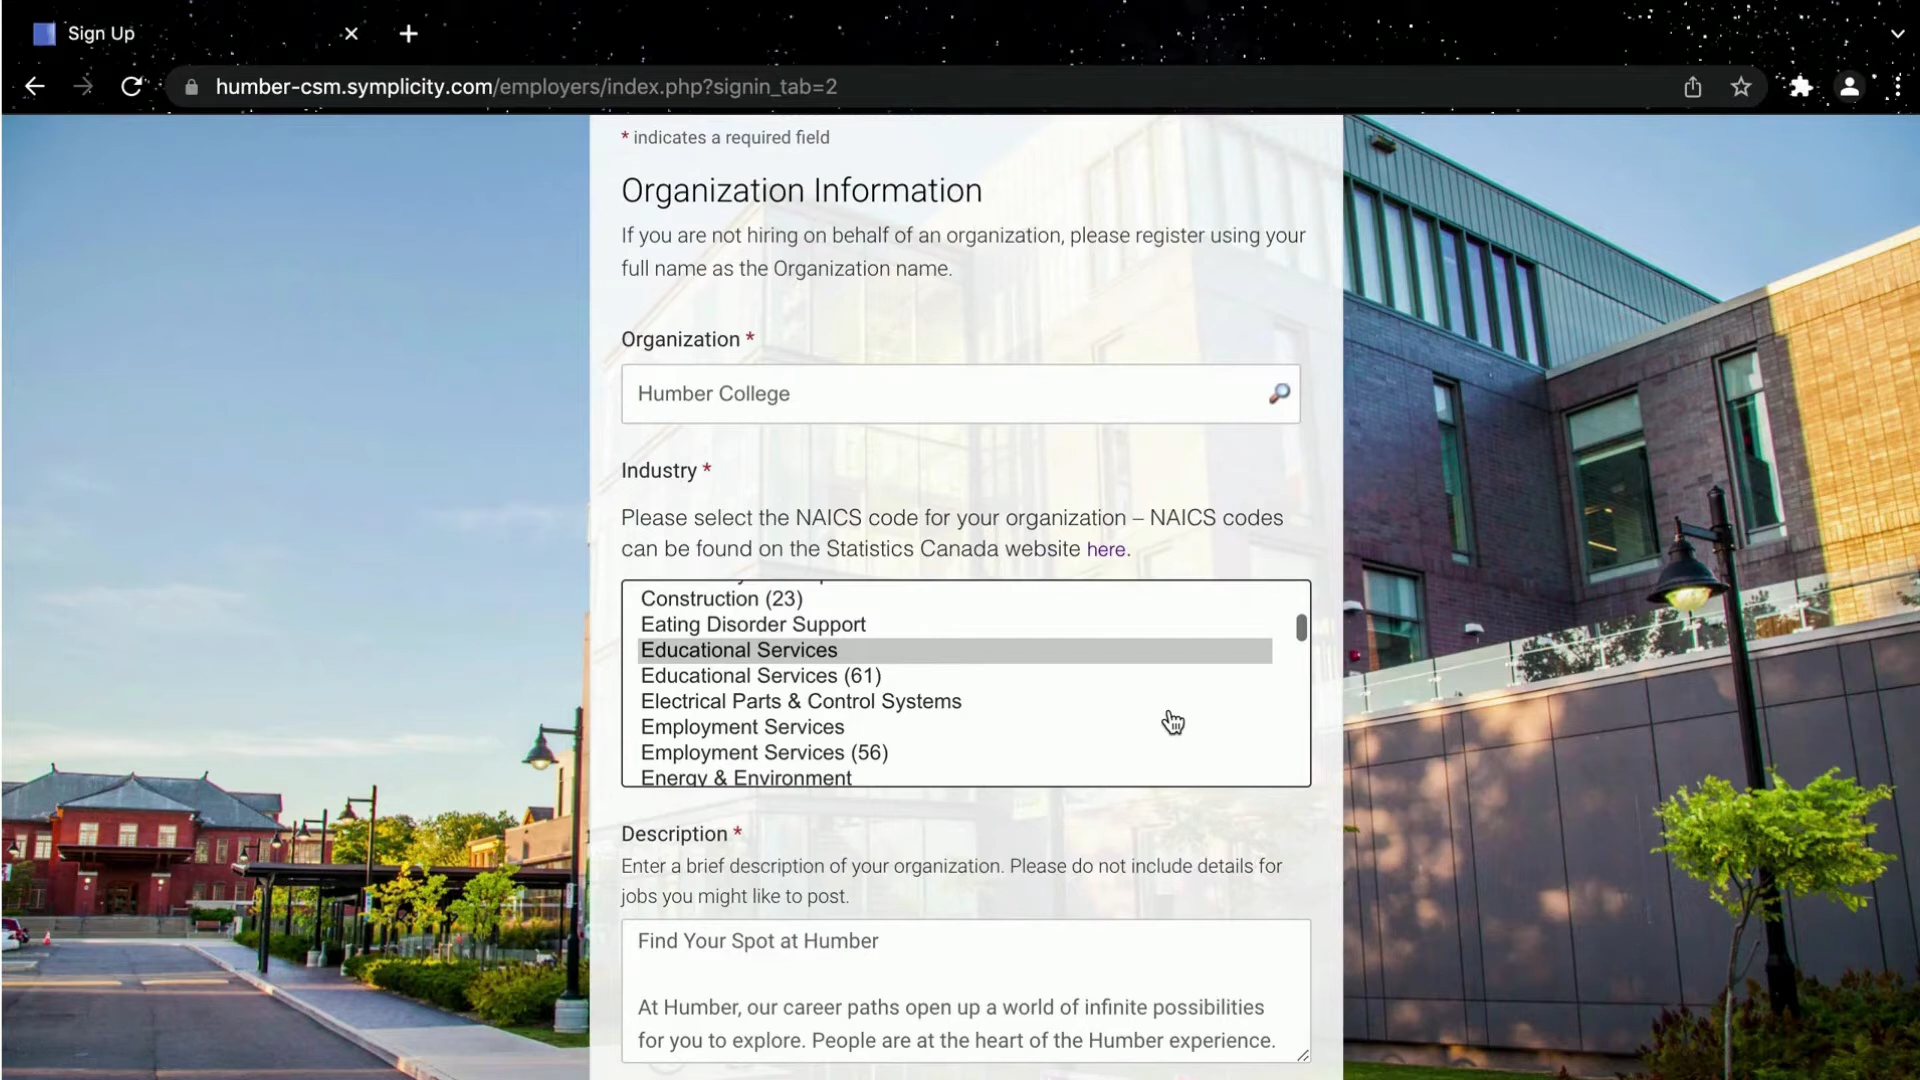 Sign Up
humber-csm.symplicity.com/employers/index.php?signin_tab=2
* indicates a required field
Organization Information
If you are not hiring on behalf of an organization, please register using your
full name as the Organization name.
Organization *
Humber College
Industry *
Please select the NAICS code for your organization – NAICS codes
can be found on the Statistics Canada website here.
Construction (23)
Eating Disorder Support
Educational Services
Educational Services (61)
Electrical Parts & Control Systems
Employment Services
Employment Services (56)
Energy & Environment
Description *
Enter a brief description of your organization. Please do not include details for
jobs you might like to post.
Find Your Spot at Humber
At Humber, our career paths open up a world of infinite possibilities
for you to explore. People are at the heart of the Humber experience.